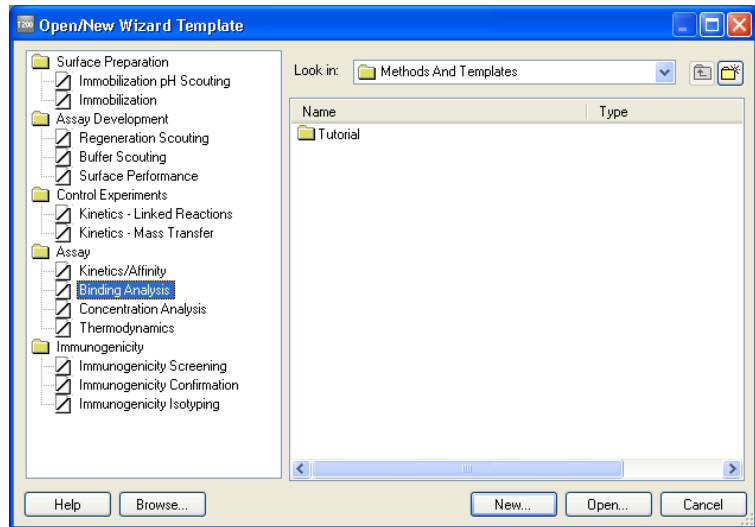 T200 Open/New Wizard Template
Surface Preparation
Immobilization pH Scouting
Immobilization
Assay Development
Regeneration Scouting
Buffer Scouting
Surface Performance
Control Experiments
Kinetics - Linked Reactions
Kinetics - Mass Transfer
Assay
Kinetics/Affinity
Binding Analysis
Concentration Analysis
Thermodynamics
Immunogenicity
Immunogenicity Screening
Immunogenicity Confirmation
Immunogenicity Isotyping
Look in: Methods And Templates
Name Type
Tutorial
Help Browse... New... Open... Cancel